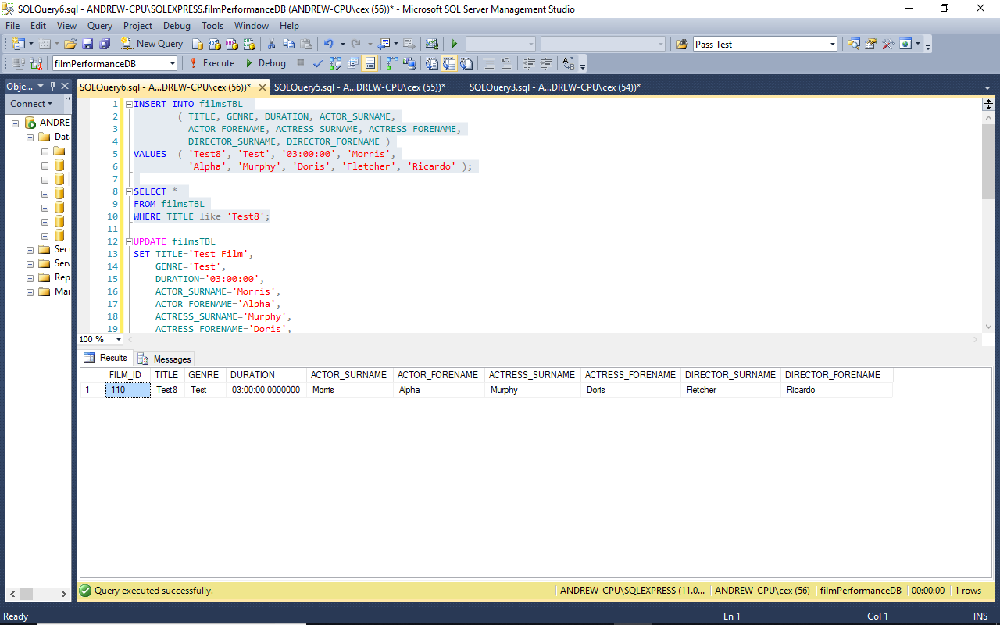 SQLQuery6.sql - ANDREW-CPU\SQLEXPRESS.filmPerformanceDB (ANDREW-CPU\cex (56))* - Microsoft SQL Server Management Studio
File Edit View Query Project Debug Tools Window Help
New Query Pass Test
filmPerformanceDB Execute Debug
Obje... SQLQuery6.sql - A...DREW-CPU\cex (56))* SQLQuery5.sql - A...DREW-CPU\cex (55))* SQLQuery3.sql - A...DREW-CPU\cex (54))*
Connect
ANDRE
Data
Secu
Serv
Rep
Mar
1 INSERT INTO filmsTBL
2 ( TITLE, GENRE, DURATION, ACTOR_SURNAME,
3 ACTOR_FORENAME, ACTRESS_SURNAME, ACTRESS_FORENAME,
4 DIRECTOR_SURNAME, DIRECTOR_FORENAME )
5 VALUES ( 'Test8', 'Test', '03:00:00', 'Morris',
6 'Alpha', 'Murphy', 'Doris', 'Fletcher', 'Ricardo' );
7
8 SELECT *
9 FROM filmsTBL
10 WHERE TITLE like 'Test8';
11
12 UPDATE filmsTBL
13 SET TITLE='Test Film',
14 GENRE='Test',
15 DURATION='03:00:00',
16 ACTOR_SURNAME='Morris',
17 ACTOR_FORENAME='Alpha',
18 ACTRESS_SURNAME='Murphy',
19 ACTRESS_FORENAME='Doris',
100 %
Results Messages
FILM_ID TITLE GENRE DURATION ACTOR_SURNAME ACTOR_FORENAME ACTRESS_SURNAME ACTRESS_FORENAME DIRECTOR_SURNAME DIRECTOR_FORENAME
1 110 Test8 Test 03:00:00.0000000 Morris Alpha Murphy Doris Fletcher Ricardo
Query executed successfully. ANDREW-CPU\SQLEXPRESS (11.0... ANDREW-CPU\cex (56) filmPerformanceDB 00:00:00 1 rows
Ready Ln 1 Col 1 INS